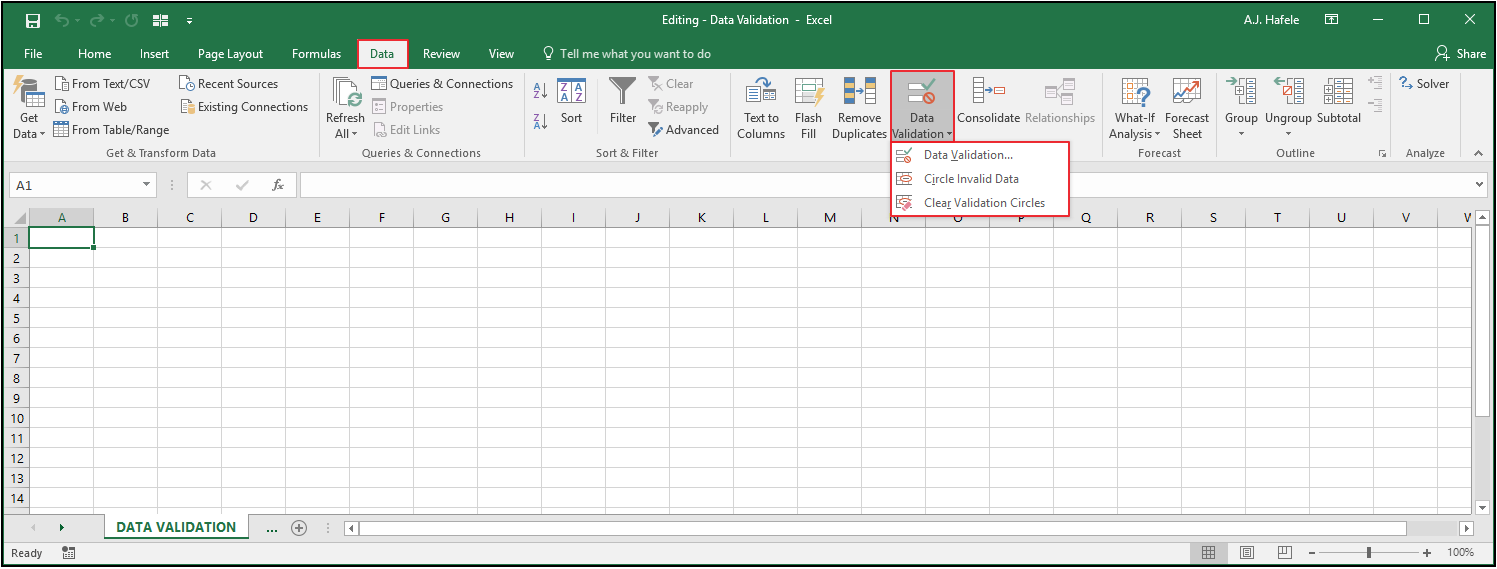 Editing - Data Validation - Excel
A.J. Hafele
File Home Insert Page Layout Formulas Data Review View Tell me what you want to do Share
Get Data
From Text/CSV
From Web
From Table/Range
Recent Sources
Existing Connections
Get & Transform Data
Refresh All
Queries & Connections
Properties
Edit Links
Queries & Connections
Sort
Filter
Clear
Reapply
Advanced
Sort & Filter
Text to Columns
Flash Fill
Remove Duplicates
Data Validation
Consolidate
Relationships
Data Validation...
Circle Invalid Data
Clear Validation Circles
What-If Analysis
Forecast Sheet
Forecast
Group
Ungroup
Subtotal
Outline
Solver
Analyze
A1
fx
A B C D E F G H I J K L M N O P Q R S T U V W
1
2
3
4
5
6
7
8
9
10
11
12
13
14
DATA VALIDATION ...
Ready
100%